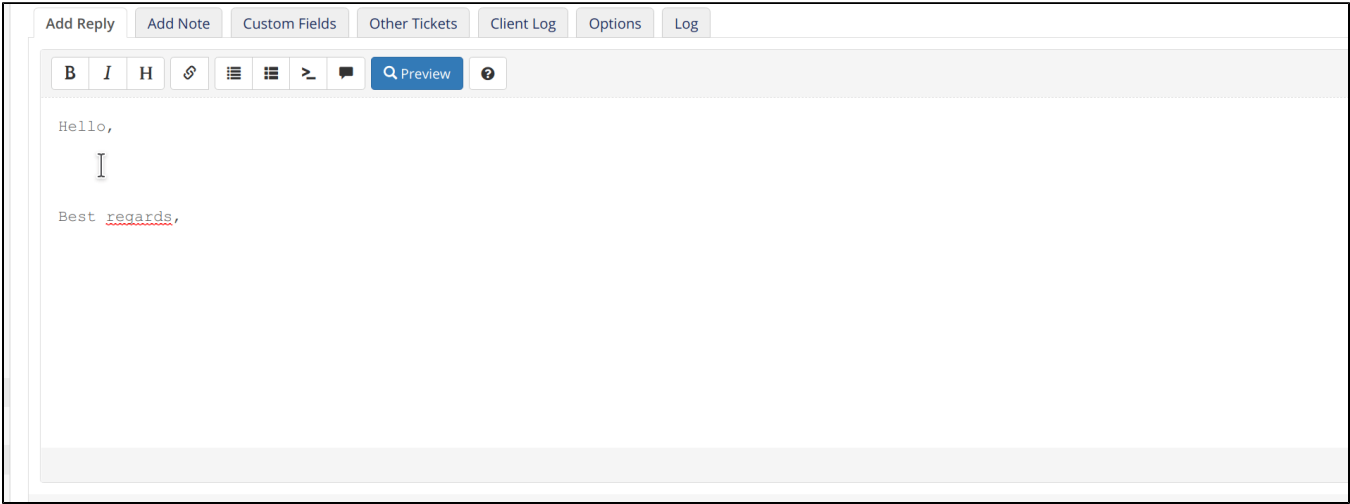 Add Reply Add Note Custom Fields Other Tickets Client Log Options Log
B I H Preview
Hello,
Best regards,